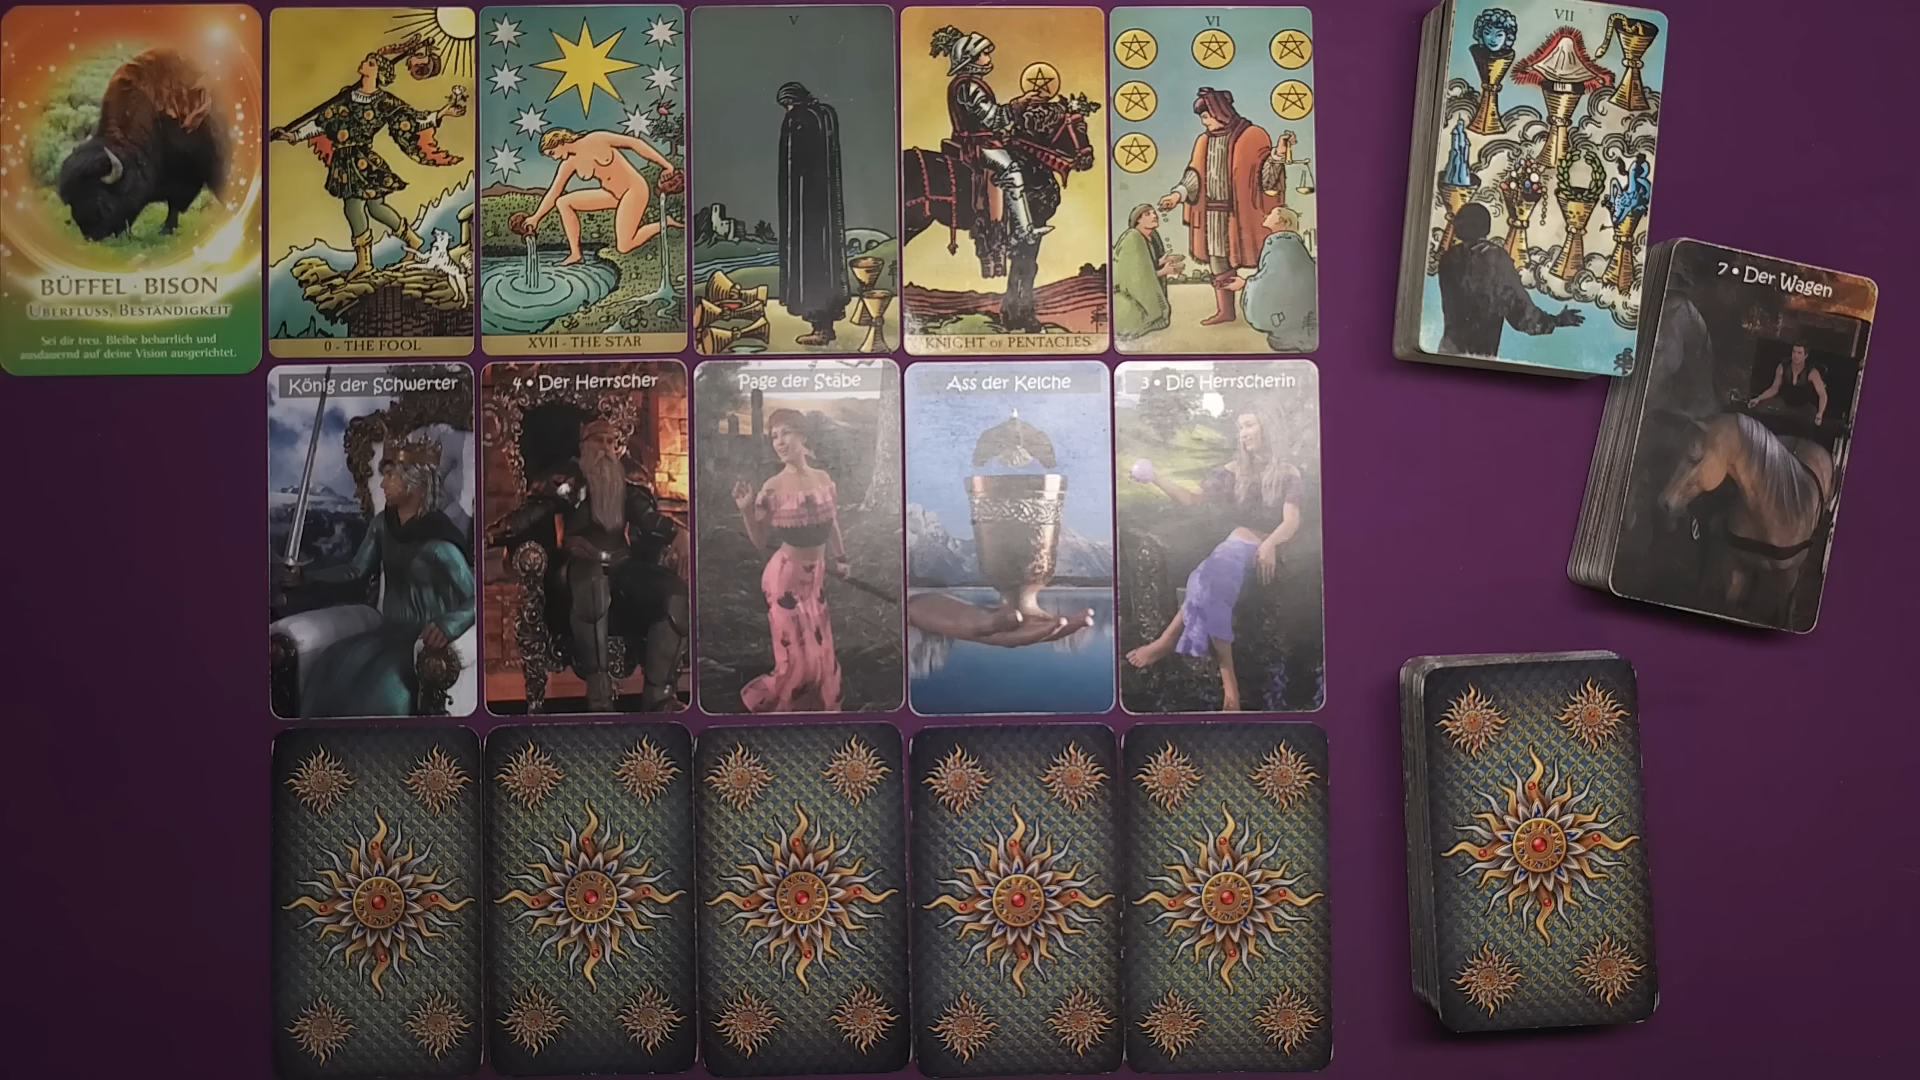 BÜFFEL · BISON
ÜBERFLUSS, BESTÄNDIGKEIT
Sei dir treu. Bleibe beharrlich und
ausdauernd auf deine Vision ausgerichtet.
0 - THE FOOL
XVII - THE STAR
V
KNIGHT OF PENTACLES
VI
VII
7 • Der Wagen
König der Schwerter
4 • Der Herrscher
Page der Stäbe
Ass der Kelche
3 • Die Herrscherin